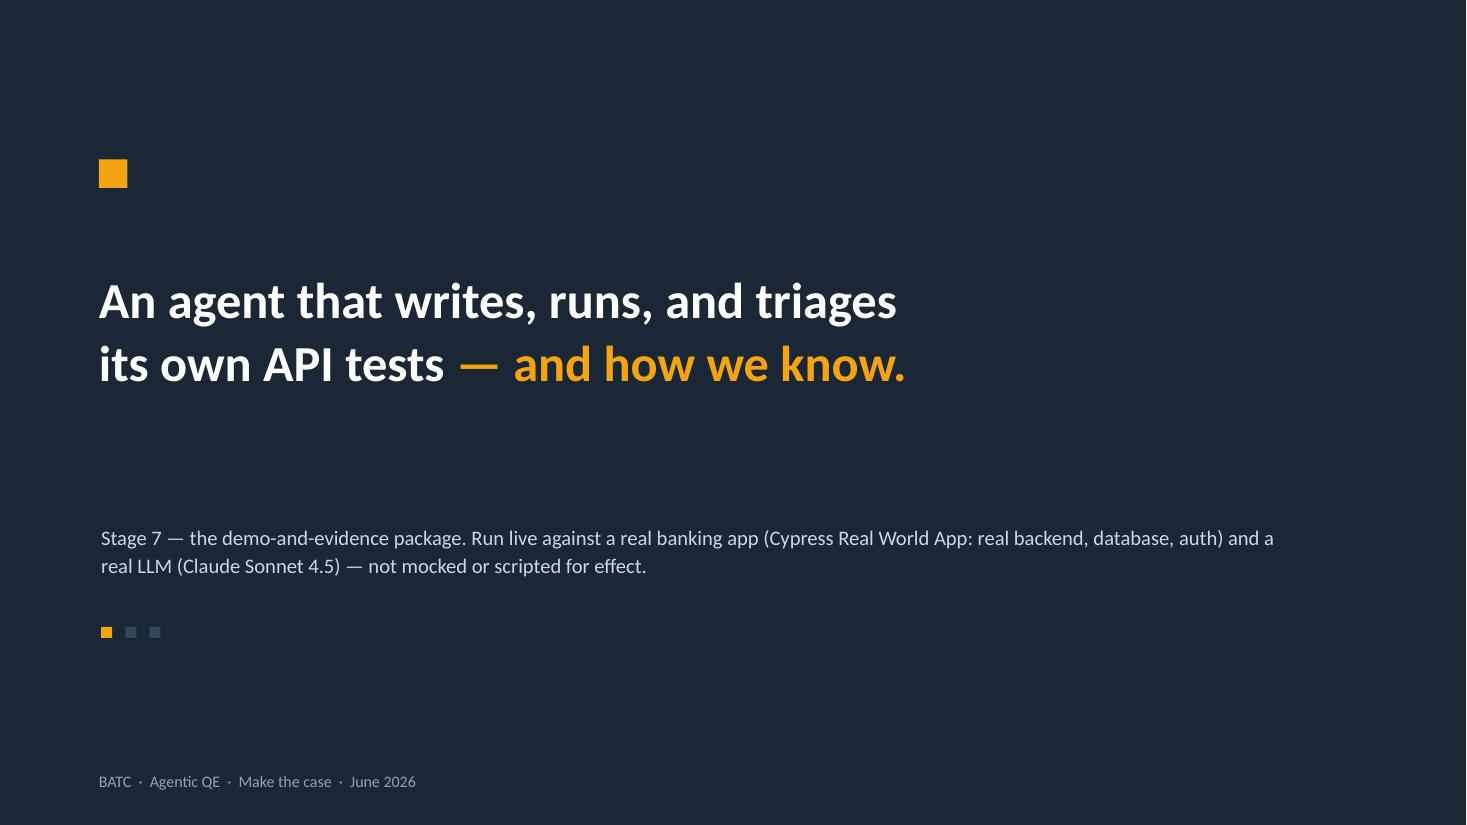 An agent that writes, runs, and triages
its own API tests — and how we know.
Stage 7 — the demo-and-evidence package. Run live against a real banking app (Cypress Real World App: real backend, database, auth) and a
real LLM (Claude Sonnet 4.5) — not mocked or scripted for effect.
BATC · Agentic QE · Make the case · June 2026